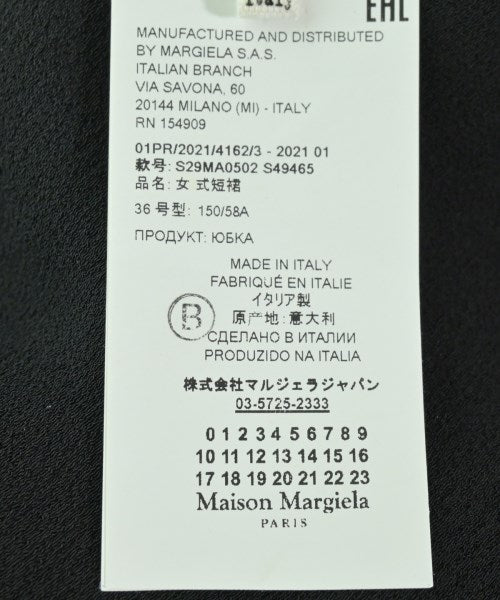 Italy
EAC
MANUFACTURED AND DISTRIBUTED
BY MARGIELA S.A.S.
ITALIAN BRANCH
VIA SAVONA, 60
20144 MILANO (MI) - ITALY
RN 154909
01PR/2021/4162/3 - 2021 01
款号: S29MA0502 S49465
品名: 女 式短裙
36 号型: 150/58A
ПРОДУКТ: ЮБКА
MADE IN ITALY
FABRIQUÉ EN ITALIE
イタリア製
B
原产地: 意大利
СДЕЛАНО В ИТАЛИИ
PRODUZIDO NA ITALIA
株式会社マルジェラジャパン
03-5725-2333
0 1 2 3 4 5 6 7 8 9
10 11 12 13 14 15 16
17 18 19 20 21 22 23
Maison Margiela
PARIS